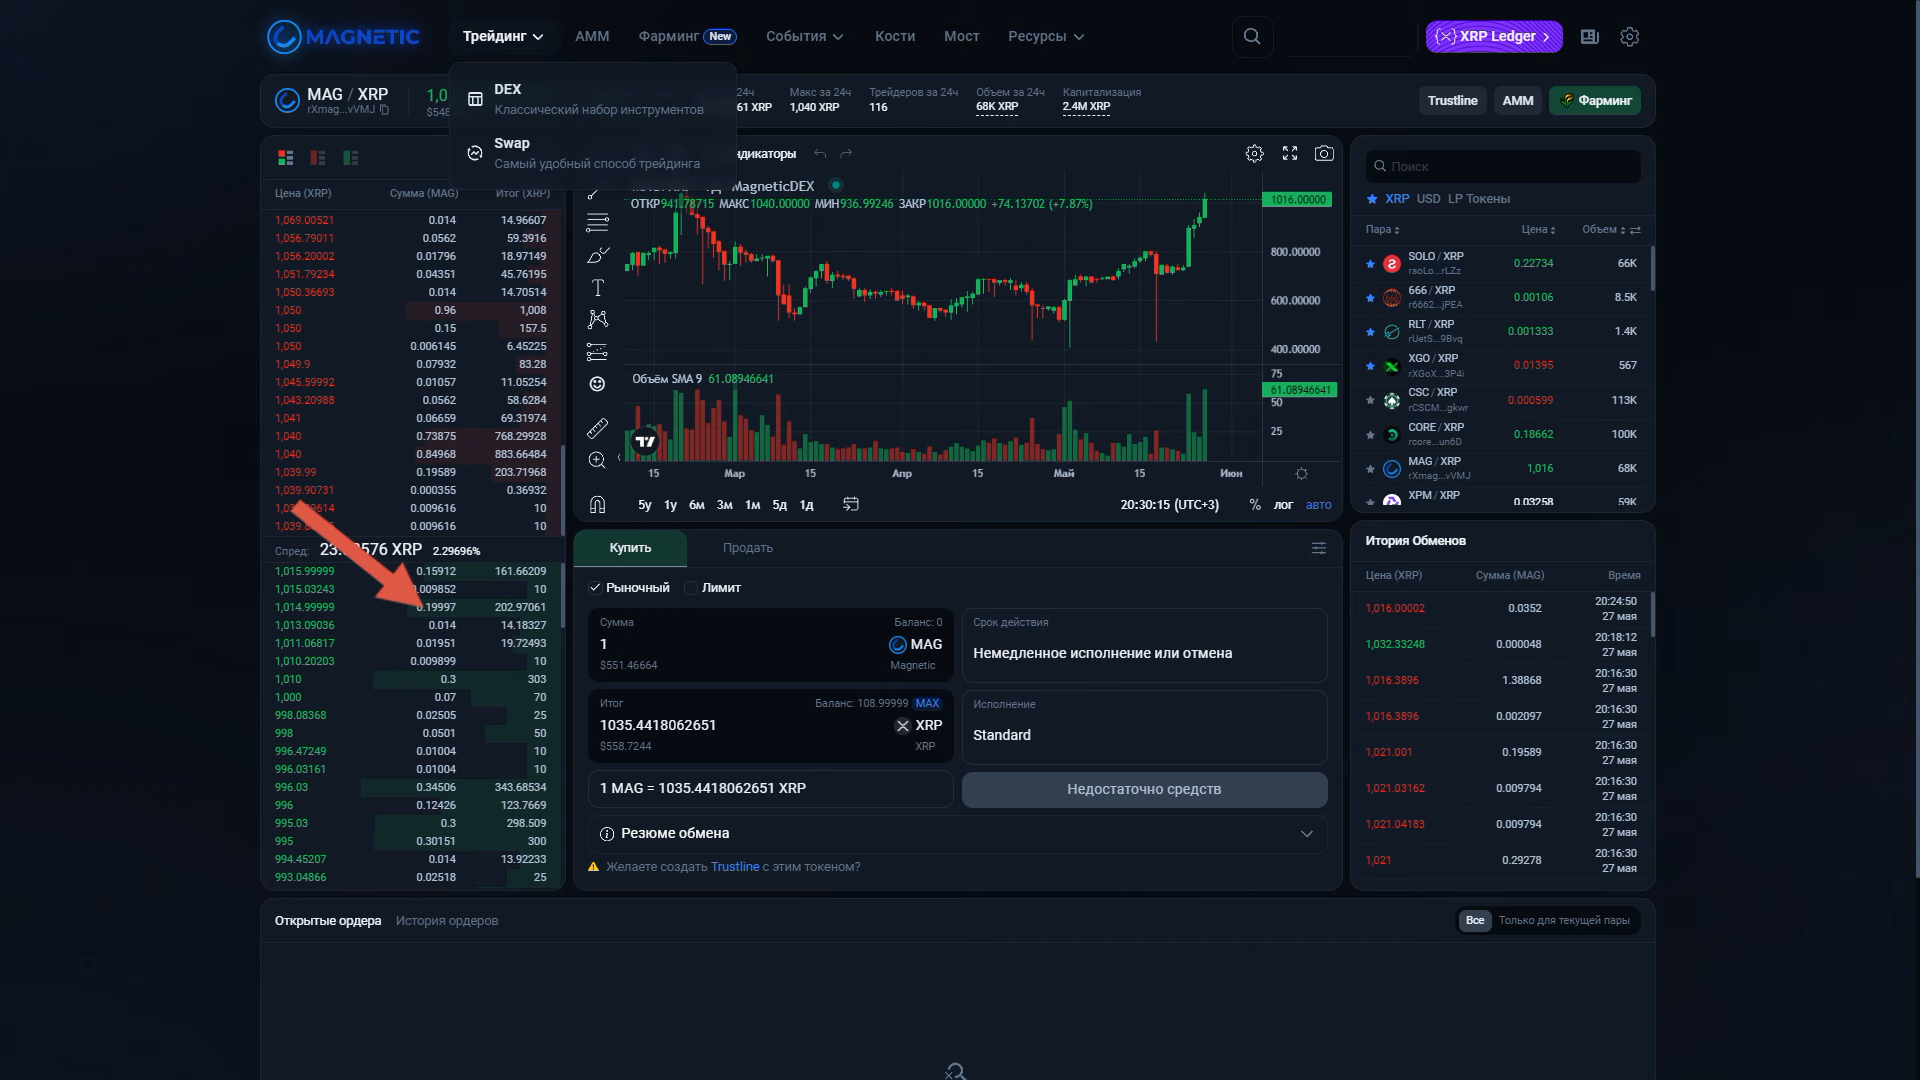 MAGNETIC
Трейдинг
AMM
Фарминг New
События
Кости
Мост
Ресурсы
XRP Ledger
DEX
Классический набор инструментов
Swap
Самый удобный способ трейдинга
MAG / XRP
rXmag...vVMJ
1,0
$548
24ч
61 XRP
Макс за 24ч
1,040 XRP
Трейдеров за 24ч
116
Объем за 24ч
68K XRP
Капитализация
2.4M XRP
Trustline
AMM
Фарминг
Цена (XRP) Сумма (MAG) Итог (XRP)
1,069.00521 0.014 14.96607
1,056.79011 0.0562 59.3916
1,056.20002 0.01796 18.97149
1,051.79234 0.04351 45.76195
1,050.36693 0.014 14.70514
1,050 0.96 1,008
1,050 0.15 157.5
1,050 0.006145 6.45225
1,049.9 0.07932 83.28
1,045.59992 0.01057 11.05254
1,043.20988 0.0562 58.6284
1,041 0.06659 69.31974
1,040 0.73875 768.29928
1,040 0.84968 883.66484
1,039.99 0.19589 203.71968
1,039.90731 0.000355 0.36932
0.009616 10
0.009616 10
Спред: 576 XRP 2.29696%
1,015.99999 0.15912 161.66209
1,015.03243 0.009852 10
1,014.99999 0.19997 202.97061
1,013.09036 0.014 14.18327
1,011.06817 0.01951 19.72493
1,010.20203 0.009899 10
1,010 0.3 303
1,000 0.07 70
998.08368 0.02505 25
998 0.0501 50
996.47249 0.01004 10
996.03161 0.01004 10
996.03 0.34506 343.68534
996 0.12426 123.7669
995.03 0.3 298.509
995 0.30151 300
994.45207 0.014 13.92233
993.04866 0.02518 25
ндикаторы
MagneticDEX
ОТКР941.78715 МАКС1040.00000 МИН936.99246 ЗАКР1016.00000 +74.13702 (+7.87%)
1016.00000
800.00000
600.00000
400.00000
Объём SMA 9 61.08946641
75
61.08946641
50
25
15 Мар 15 Апр 15 Май 15 Июн
5y 1y 6м 3м 1м 5д 1д
20:30:15 (UTC+3) % лог авто
Купить
Продать
Рыночный
Лимит
Сумма Баланс: 0
1 MAG
$551.46664 Magnetic
Срок действия
Немедленное исполнение или отмена
Итог Баланс: 108.99999 MAX
1035.4418062651 XRP
$558.7244 XRP
Исполнение
Standard
1 MAG = 1035.4418062651 XRP
Недостаточно средств
Резюме обмена
Желаете создать Trustline с этим токеном?
Поиск
XRP USD LP Токены
Пара Цена Объем
SOLO / XRP
rsoLo...rLZz
0.22734 66K
666 / XRP
r6662...jPEA
0.00106 8.5K
RLT / XRP
rUetS...9Bvq
0.001333 1.4K
XGO / XRP
rXGoX...3P4i
0.01395 567
CSC / XRP
rCSCM...gkwr
0.000599 113K
CORE / XRP
rcore...un6D
0.18662 100K
MAG / XRP
rXmag...vVMJ
1,016 68K
XPM / XRP
0.03258 59K
Итория Обменов
Цена (XRP) Сумма (MAG) Время
1,016.00002 0.0352 20:24:50
27 мая
1,032.33248 0.000048 20:18:12
27 мая
1,016.3896 1.38868 20:16:30
27 мая
1,016.3896 0.002097 20:16:30
27 мая
1,021.001 0.19589 20:16:30
27 мая
1,021.03162 0.009794 20:16:30
27 мая
1,021.04183 0.009794 20:16:30
27 мая
1,021 0.29278 20:16:30
27 мая
Открытые ордера
История ордеров
Все
Только для текущей пары